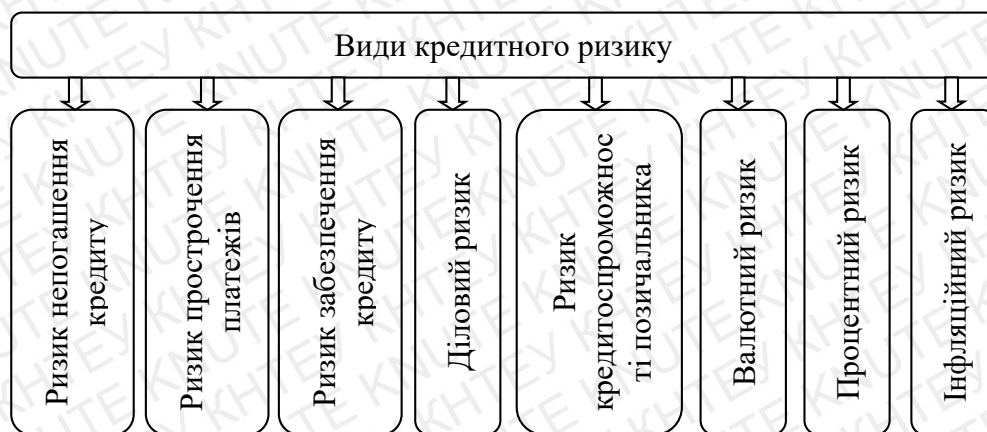 Види кредитного ризику
Ризик непогашення
кредиту
Ризик прострочення
платежів
Ризик забезпечення
кредиту
Діловий ризик
Ризик
кредитоспроможнос
ті позичальника
Валютний ризик
Процентний ризик
Інфляційний ризик